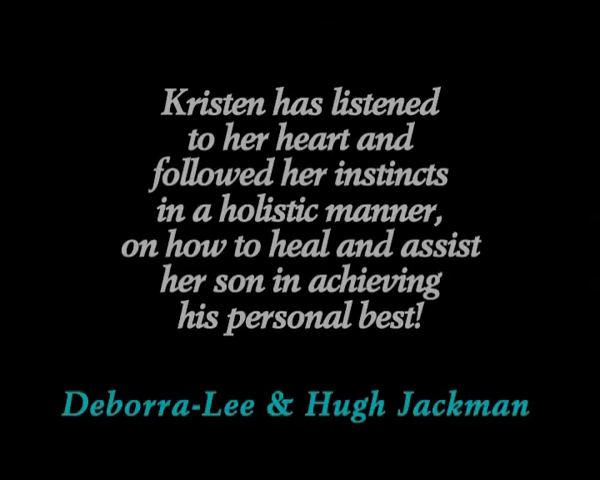 Kristen has listened
to her heart and
followed her instincts
in a holistic manner,
on how to heal and assist
her son in achieving
his personal best!
Deborra-Lee & Hugh Jackman